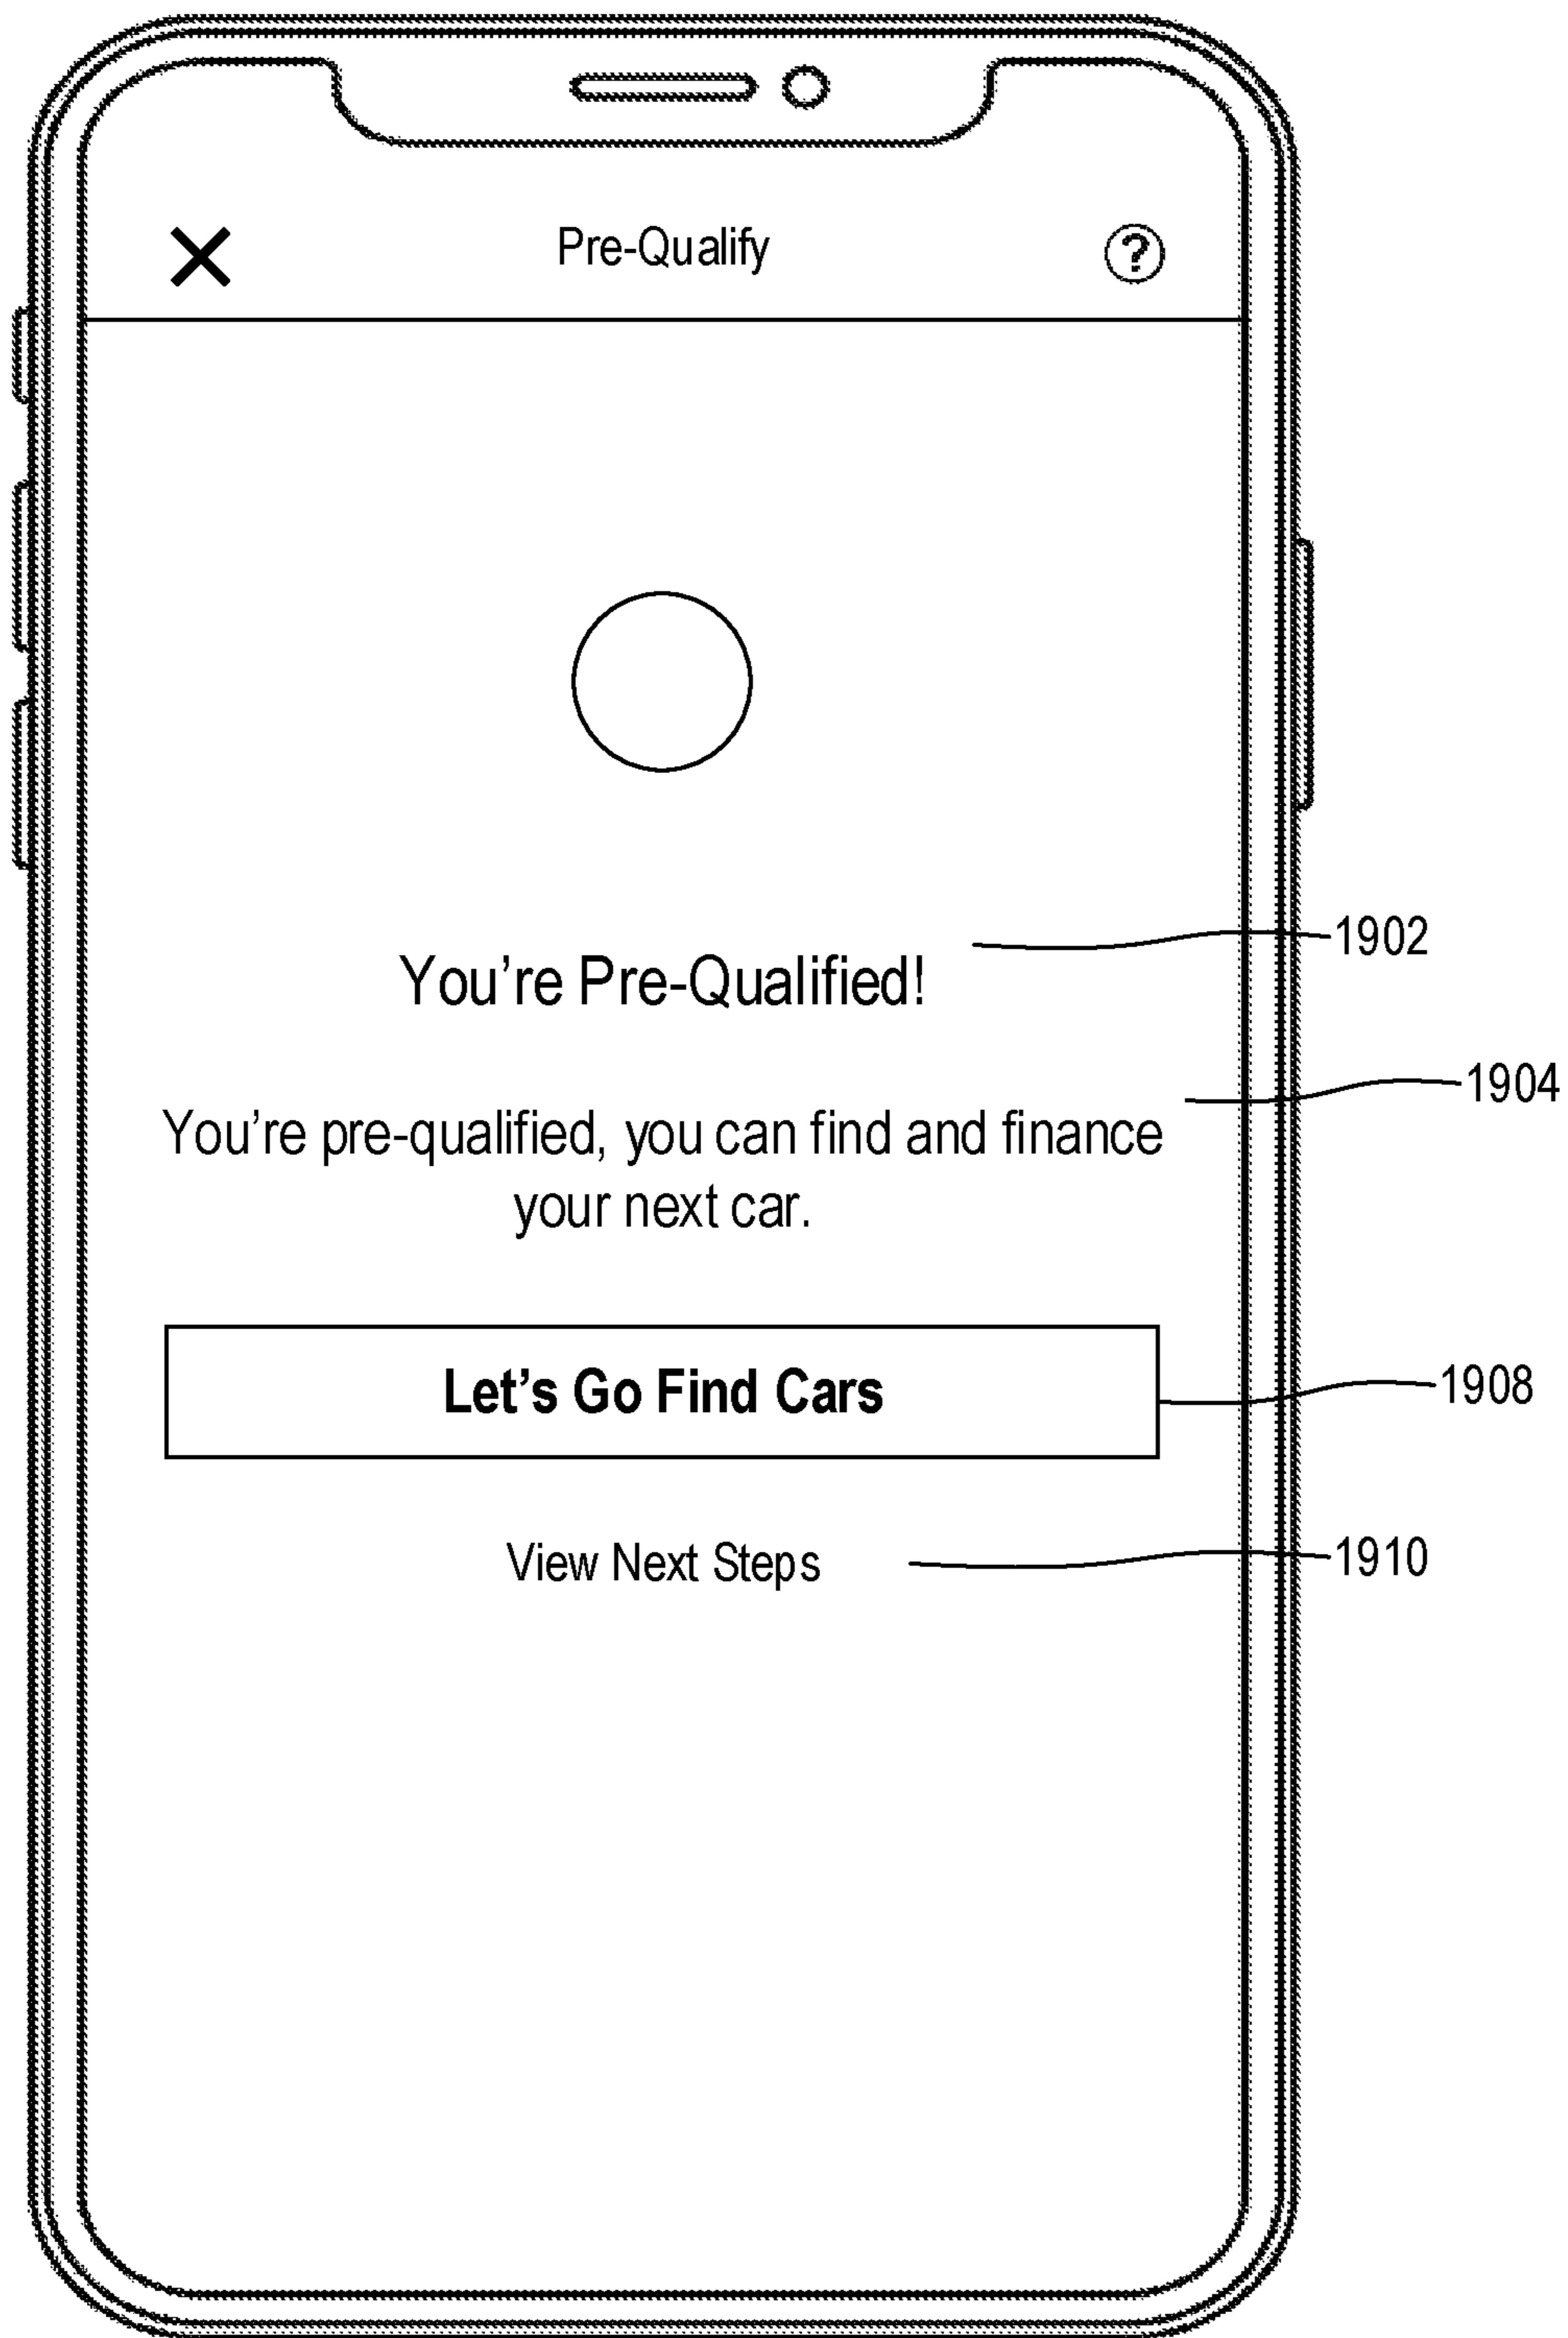 Pre-Qualify
?
You’re Pre-Qualified!
1902
1904
You’re pre-qualified, you can find and finance
your next car.
Let’s Go Find Cars
1908
View Next Steps
1910